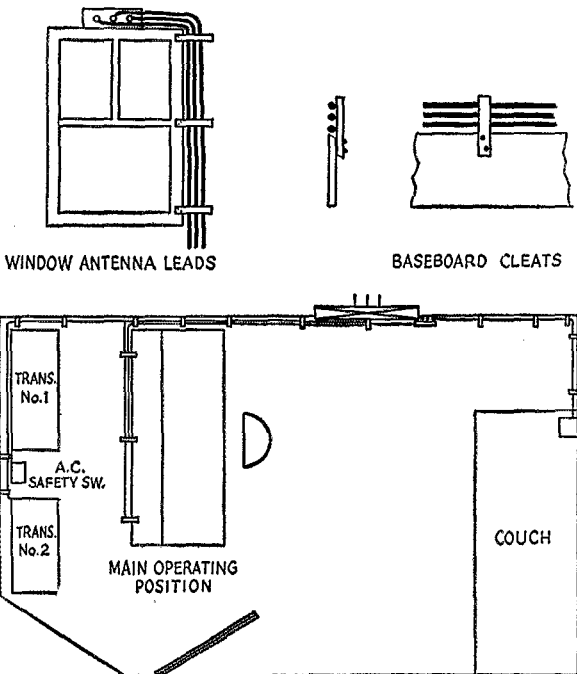 WINDOW ANTENNA LEADS
BASEBOARD CLEATS
TRANS.
No.1
A.C.
SAFETY SW.
TRANS.
No.2
MAIN OPERATING
POSITION
COUCH